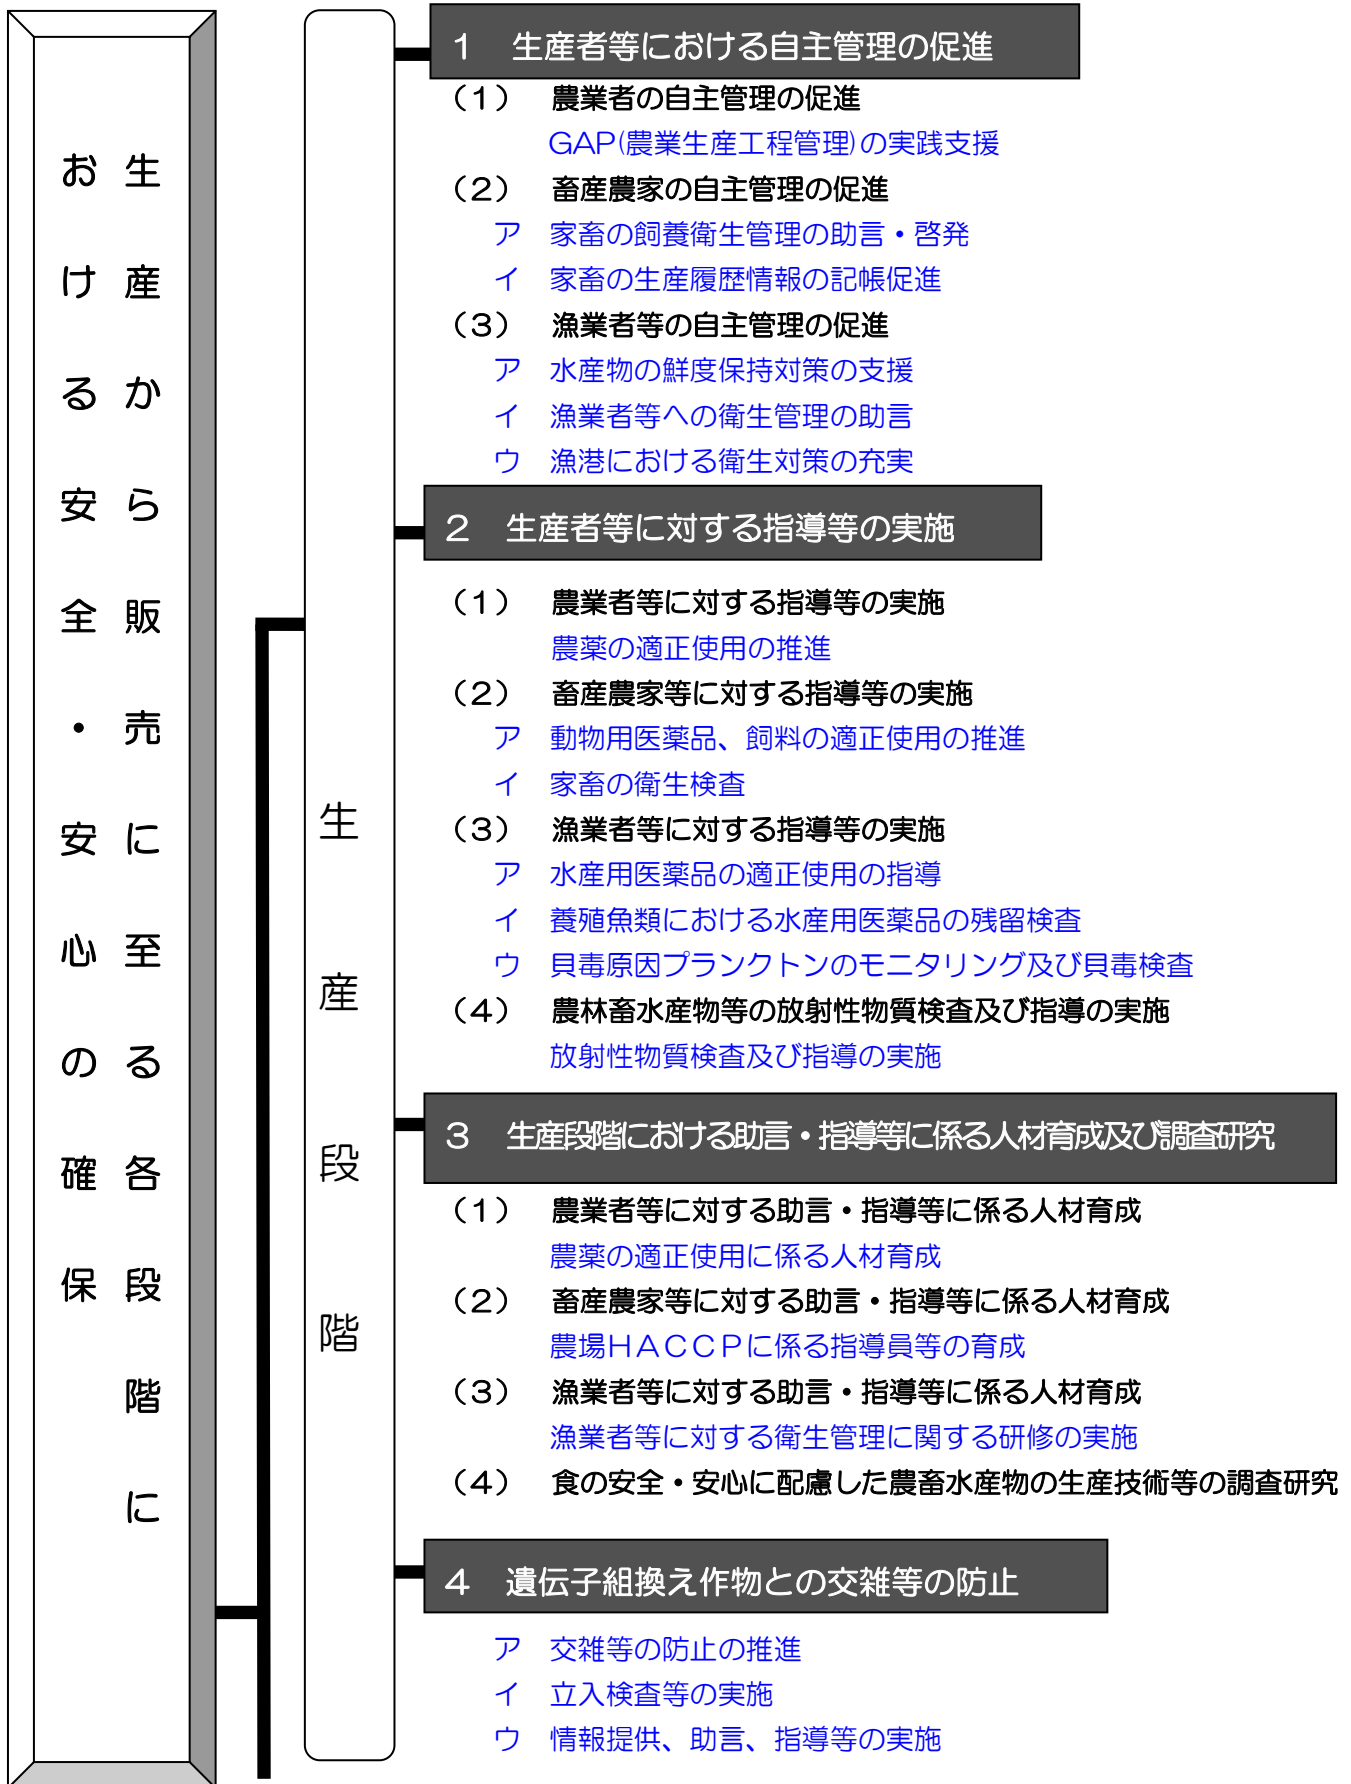 生産から販売に至る各段階に
おける安全・安心の確保
生産段階
１　生産者等における自主管理の促進
（１）　農業者の自主管理の促進
GAP(農業生産工程管理)の実践支援
（２）　畜産農家の自主管理の促進
ア　家畜の飼養衛生管理の助言・啓発
イ　家畜の生産履歴情報の記帳促進
（３）　漁業者等の自主管理の促進
ア　水産物の鮮度保持対策の支援
イ　漁業者等への衛生管理の助言
ウ　漁港における衛生対策の充実
２　生産者等に対する指導等の実施
（１）　農業者等に対する指導等の実施
農薬の適正使用の推進
（２）　畜産農家等に対する指導等の実施
ア　動物用医薬品、飼料の適正使用の推進
イ　家畜の衛生検査
（３）　漁業者等に対する指導等の実施
ア　水産用医薬品の適正使用の指導
イ　養殖魚類における水産用医薬品の残留検査
ウ　貝毒原因プランクトンのモニタリング及び貝毒検査
（４）　農林畜水産物等の放射性物質検査及び指導の実施
放射性物質検査及び指導の実施
３　生産段階における助言・指導等に係る人材育成及び調査研究
（１）　農業者等に対する助言・指導等に係る人材育成
農薬の適正使用に係る人材育成
（２）　畜産農家等に対する助言・指導等に係る人材育成
農場ＨＡＣＣＰに係る指導員等の育成
（３）　漁業者等に対する助言・指導等に係る人材育成
漁業者等に対する衛生管理に関する研修の実施
（４）　食の安全・安心に配慮した農畜水産物の生産技術等の調査研究
４　遺伝子組換え作物との交雑等の防止
ア　交雑等の防止の推進
イ　立入検査等の実施
ウ　情報提供、助言、指導等の実施